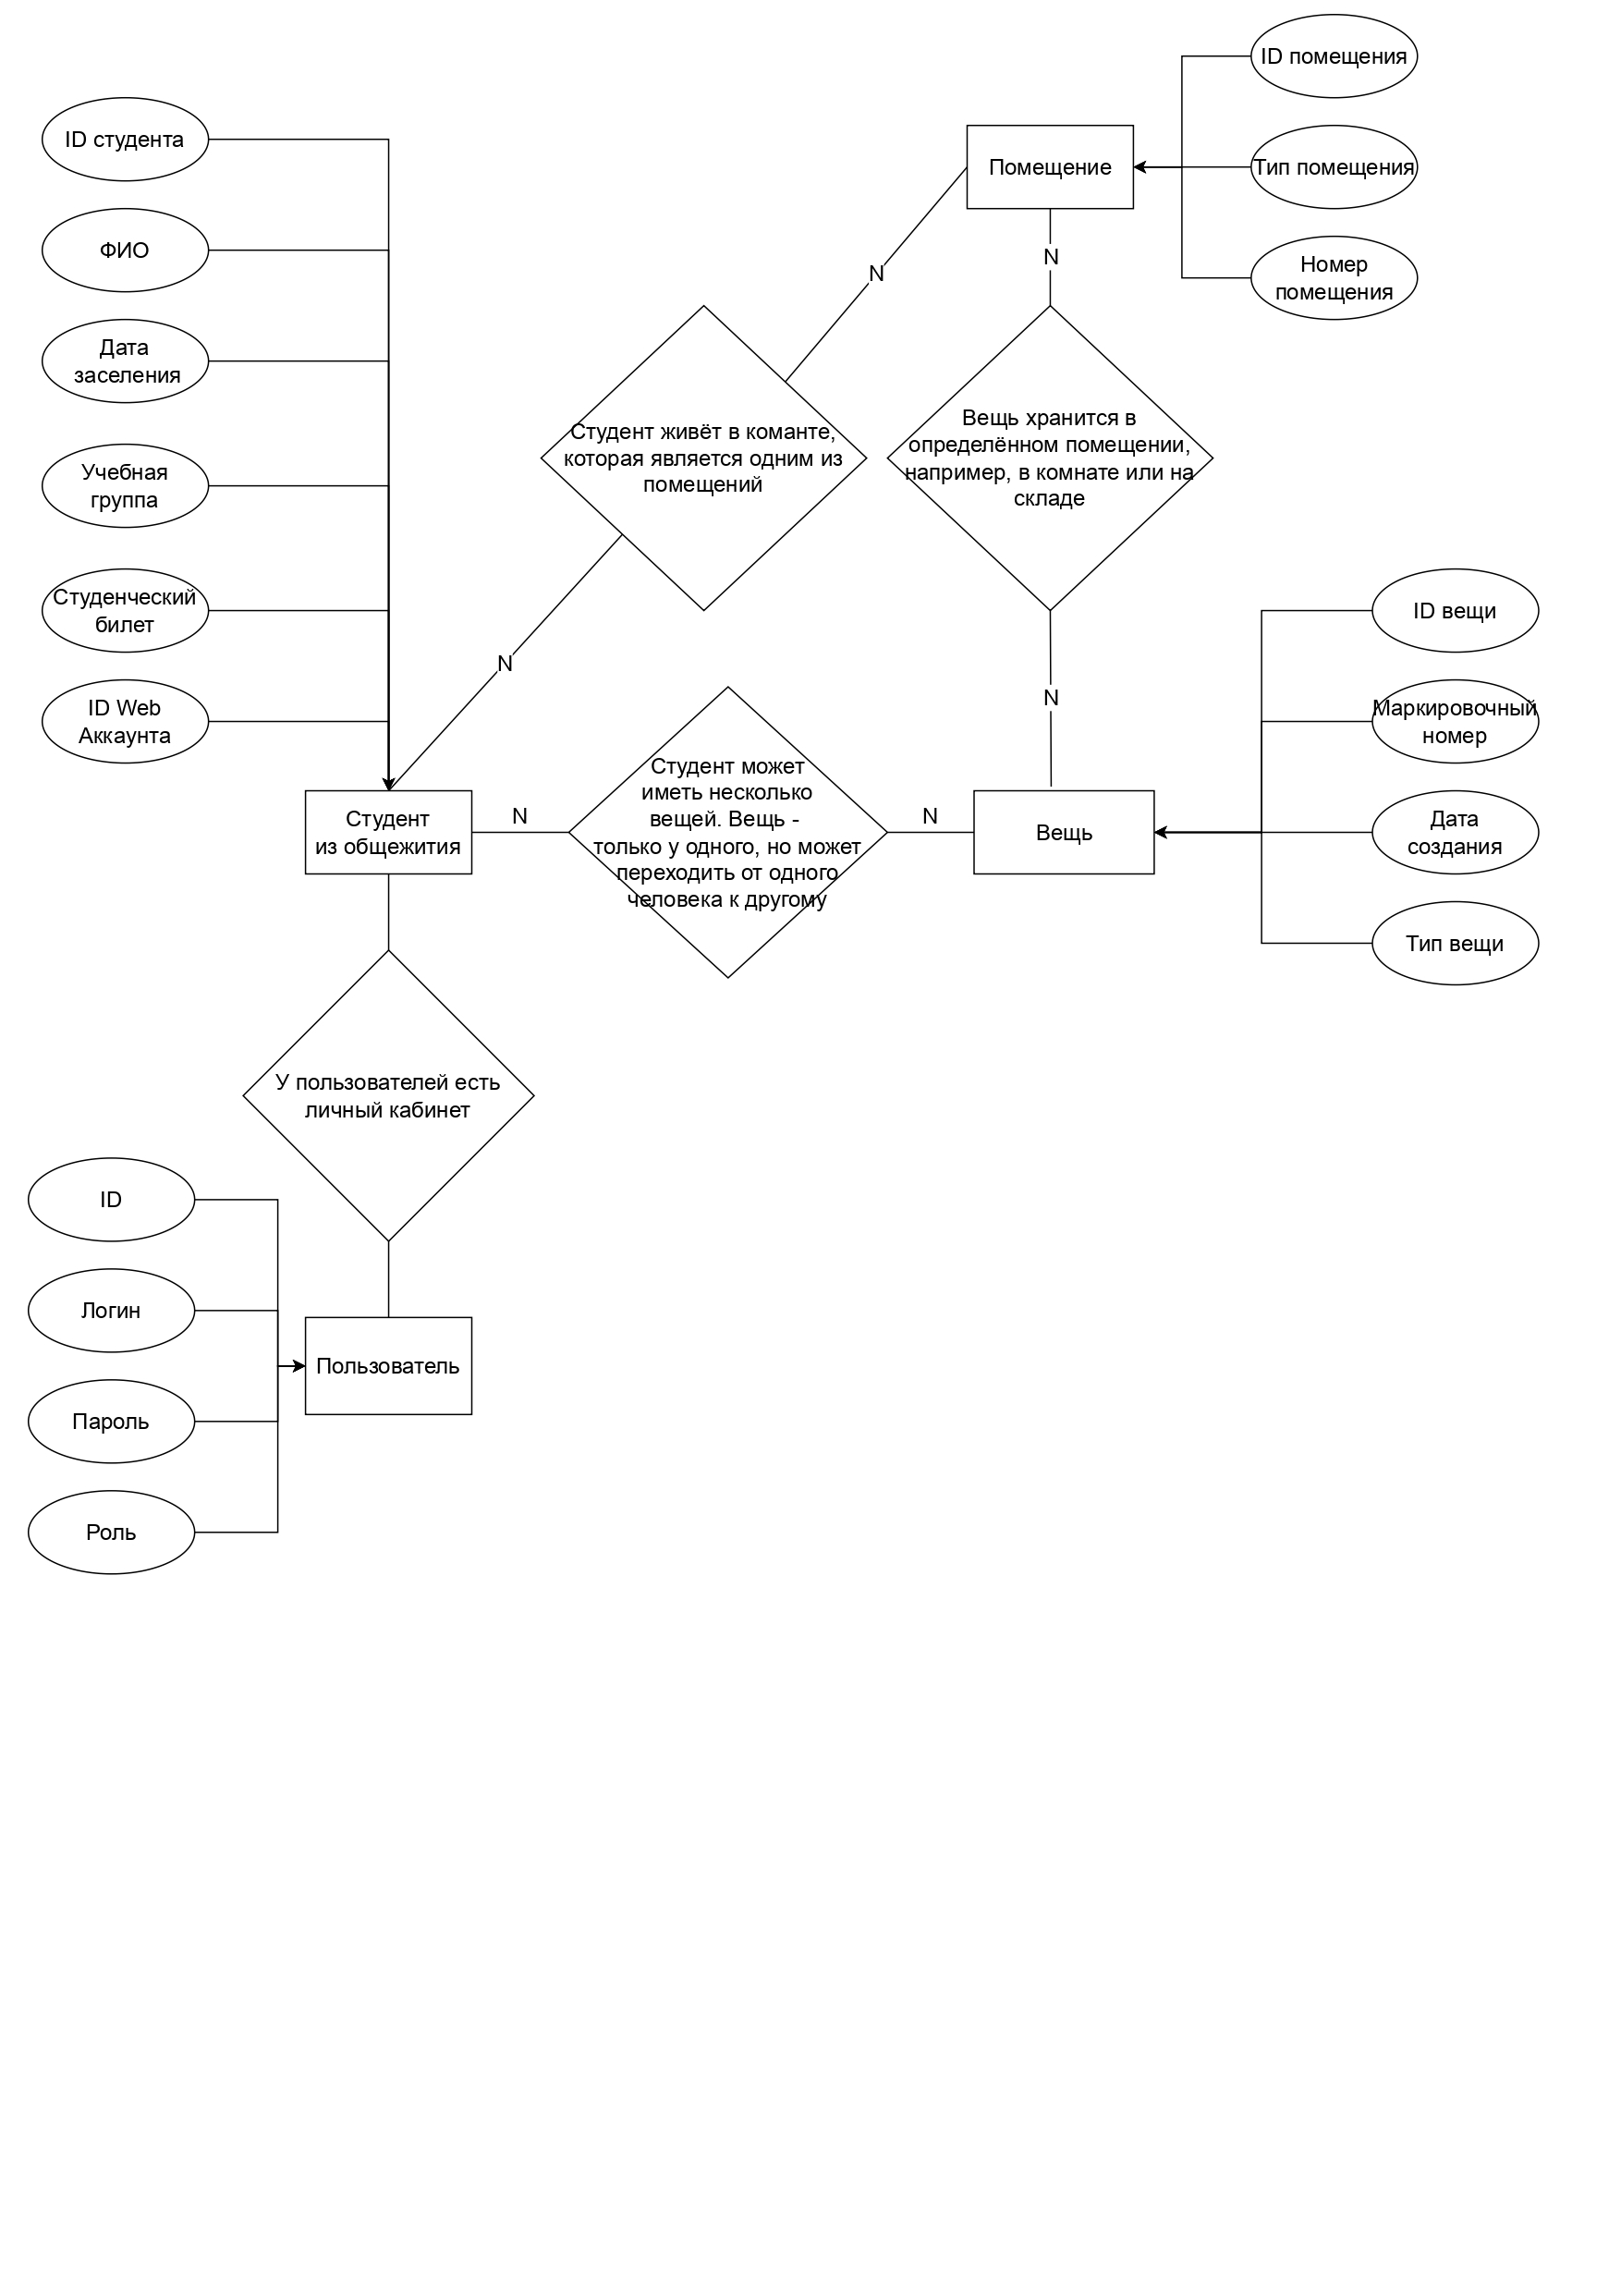 ID помещения
Тип помещения
Номер
помещения
Помещение
ID студента
ФИО
Дата
заселения
Учебная
группа
Студенческий
билет
ID Web
Аккаунта
N
N
Студент живёт в команте,
которая является одним из
помещений
Вещь хранится в
определённом помещении,
например, в комнате или на
складе
N
N
ID вещи
Маркировочный
номер
Дата
создания
Тип вещи
Студент
из общежития
N
Студент может
иметь несколько
вещей. Вещь -
только у одного, но может
переходить от одного
человека к другому
N
Вещь
У пользователей есть
личный кабинет
ID
Логин
Пароль
Роль
Пользователь